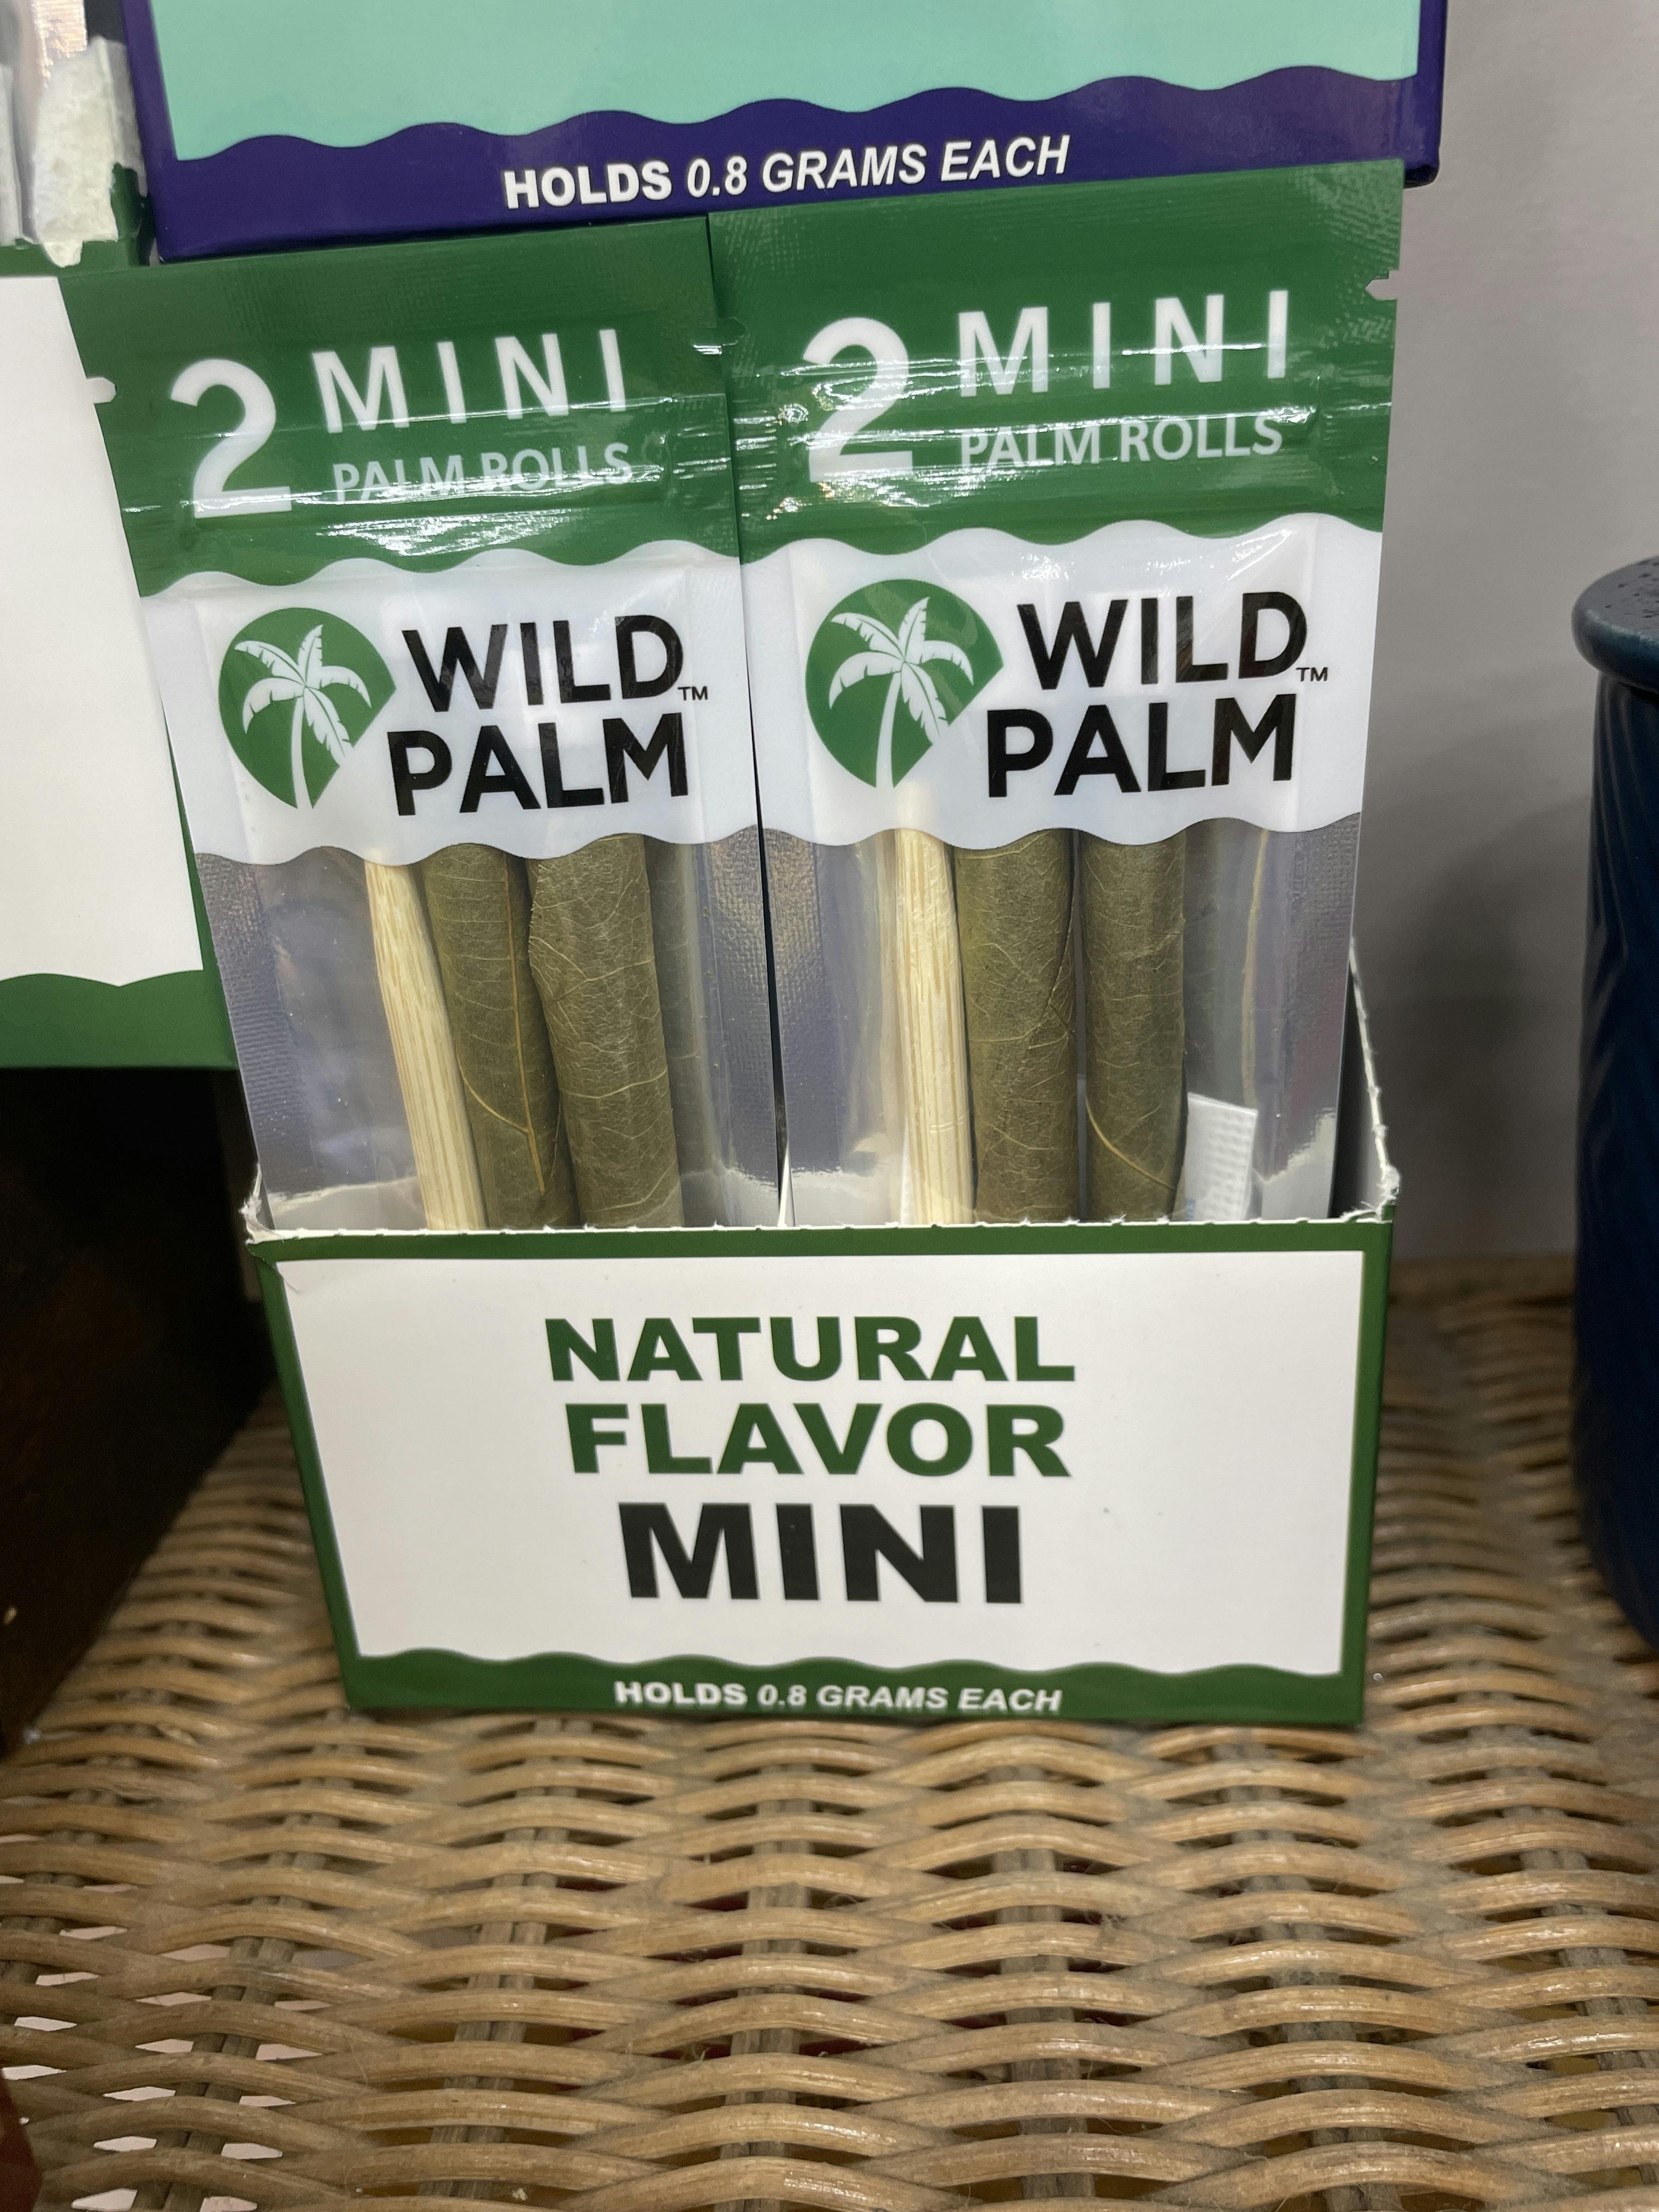 HOLDS 0.8 GRAMS EACH
2 MINI
PALM ROLLS
WILD™
PALM
2 MINI
PALM ROLLS
WILD™
PALM
NATURAL
FLAVOR
MINI
HOLDS 0.8 GRAMS EACH